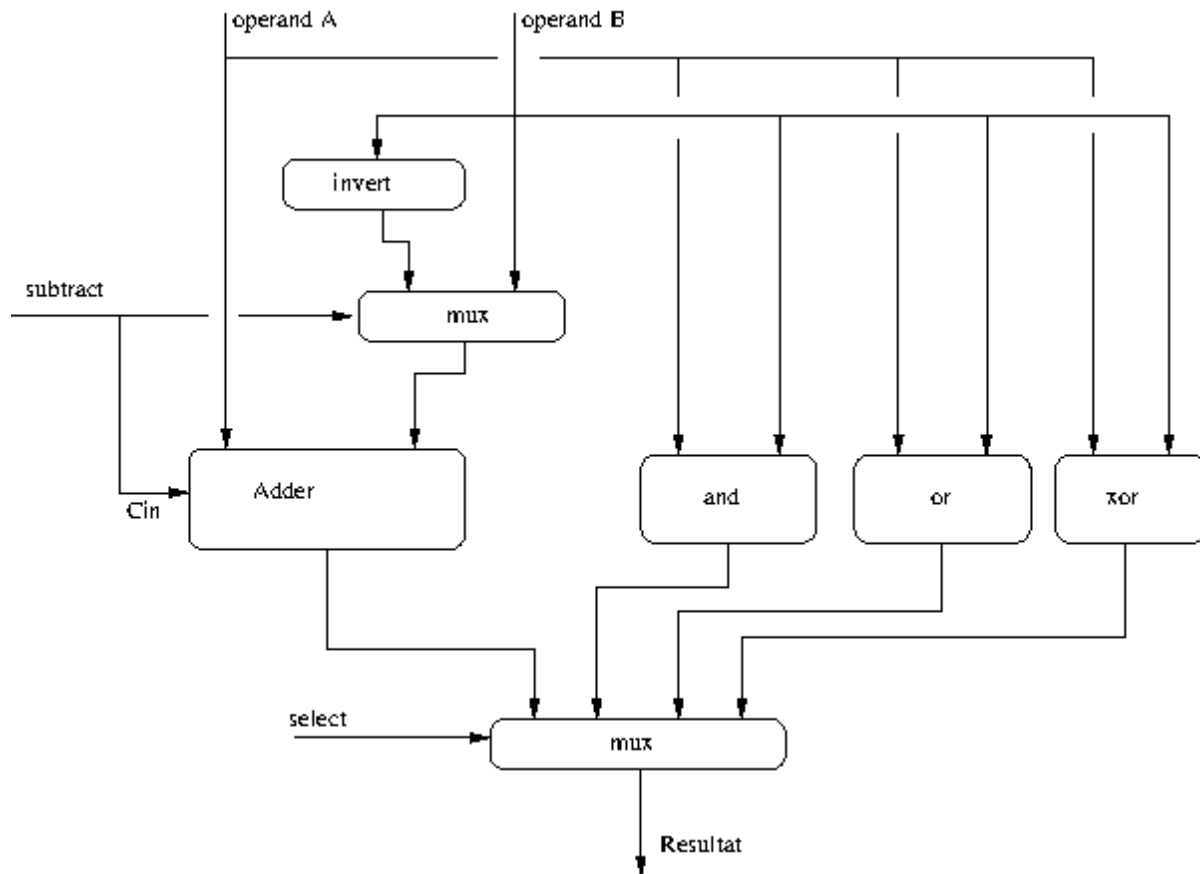 operand A
operand B
invert
subtract
mux
Adder
Cin
and
or
xor
select
mux
Resultat